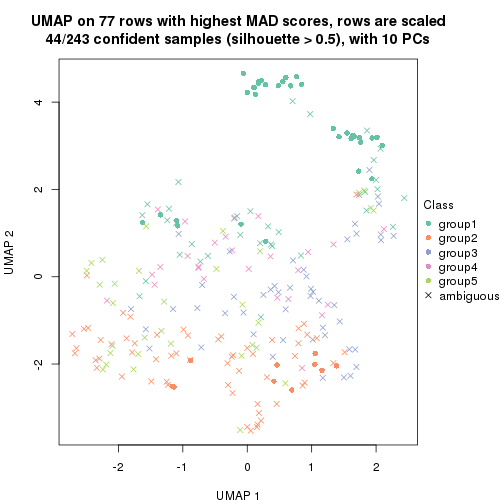 UMAP on 77 rows with highest MAD scores, rows are scaled
44/243 confident samples (silhouette > 0.5), with 10 PCs
4
2
0
-2
UMAP 2
-2
-1
0
1
2
UMAP 1
Class
group1
group2
group3
group4
group5
ambiguous